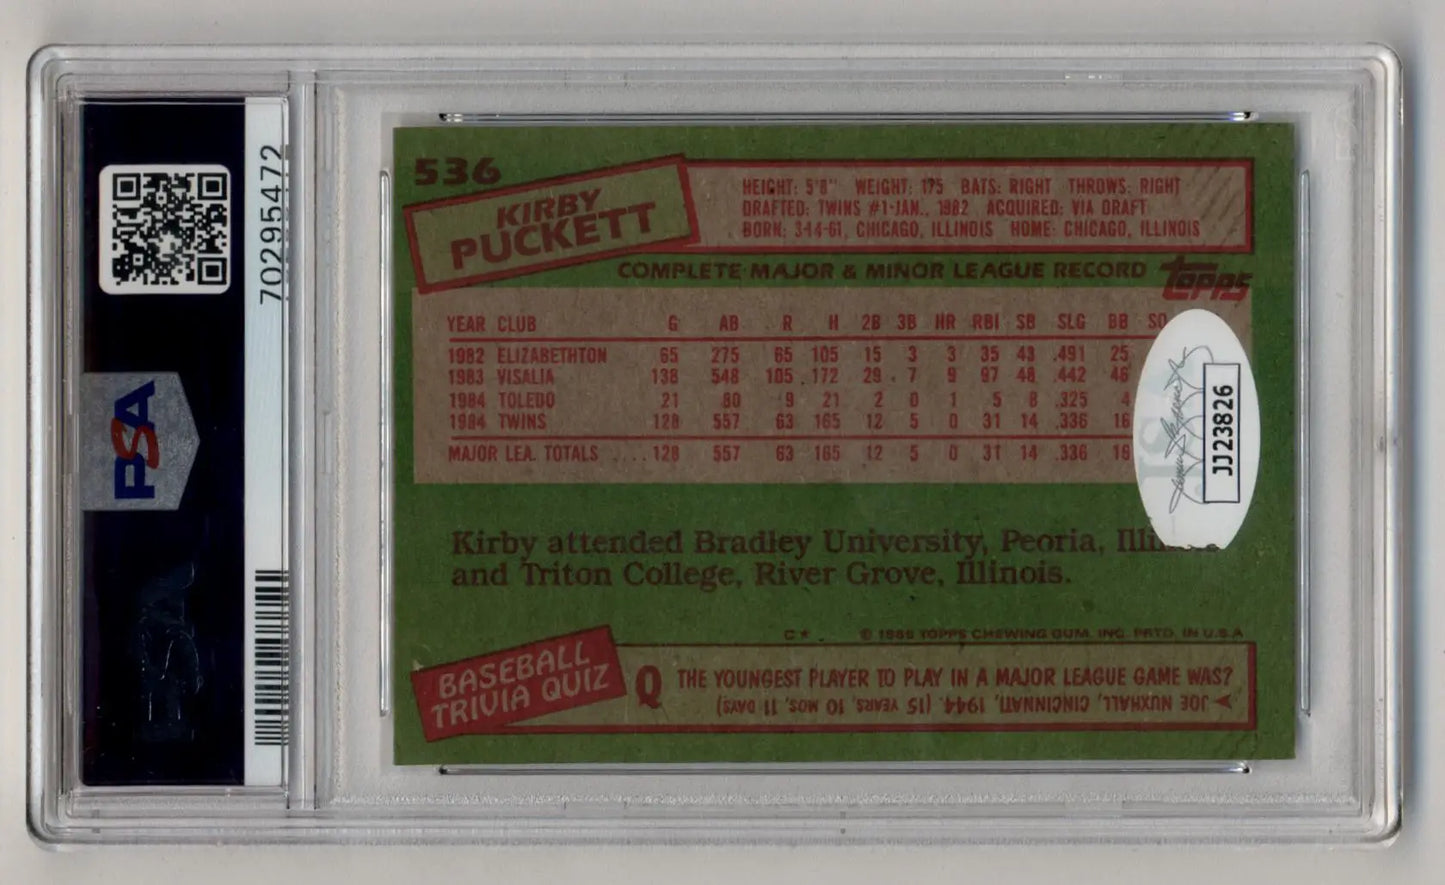 70295472
PSA
536
KIRBY
PUCKETT
HEIGHT: 5'8" WEIGHT: 175 BATS: RIGHT THROWS: RIGHT
DRAFTED: TWINS #1-JAN., 1982 ACQUIRED: VIA DRAFT
BORN: 3-14-61, CHICAGO, ILLINOIS HOME: CHICAGO, ILLINOIS
COMPLETE MAJOR & MINOR LEAGUE RECORD
Topps
YEAR CLUB G AB R H 2B 3B HR RBI SB SLG BB SO
1982 ELIZABETHTON 65 275 65 105 15 3 3 35 43 .491 25
1983 VISALIA 138 548 105 172 29 7 9 97 48 .442 46
1984 TOLEDO 21 80 9 21 2 0 1 5 8 .325 4
1984 TWINS 128 557 63 165 12 5 0 31 14 .336 16
MAJOR LEA. TOTALS .... 128 557 63 165 12 5 0 31 14 .336 16
JJ23826
Kirby attended Bradley University, Peoria,
and Triton College, River Grove, Illinois.
C★ © 1985 TOPPS CHEWING GUM, INC. PRTD. IN U.S.A
BASEBALL
TRIVIA QUIZ
Q THE YOUNGEST PLAYER TO PLAY IN A MAJOR LEAGUE GAME WAS?
JOE NUXHALL, CINCINNATI, 1944. (15 YEARS, 10 MOS. 11 DAYS)